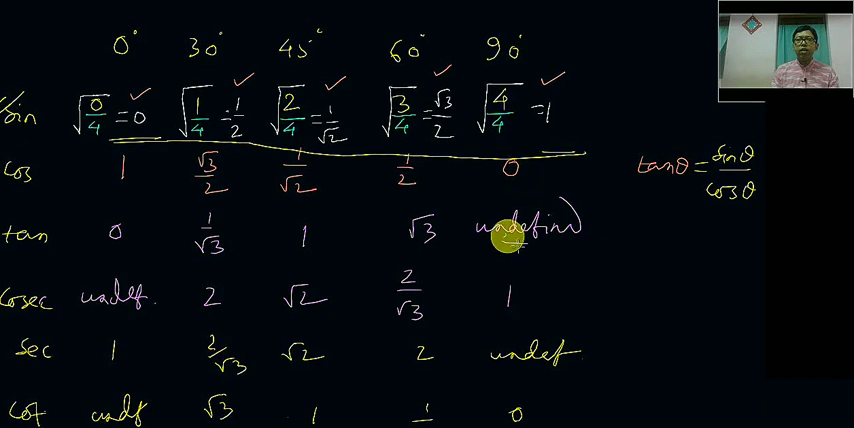 0° 30° 45° 60° 90°
sin √(0/4) = 0 √(1/4) = 1/2 √(2/4) = 1/√2 √(3/4) = √3/2 √(4/4) = 1
cos 1 √3/2 1/√2 1/2 0
tanθ = sinθ/cosθ
tan 0 1/√3 1 √3 undefined
cosec undef. 2 √2 2/√3 1
sec 1 2/√3 √2 2 undef.
cot undf √3 1 1 0